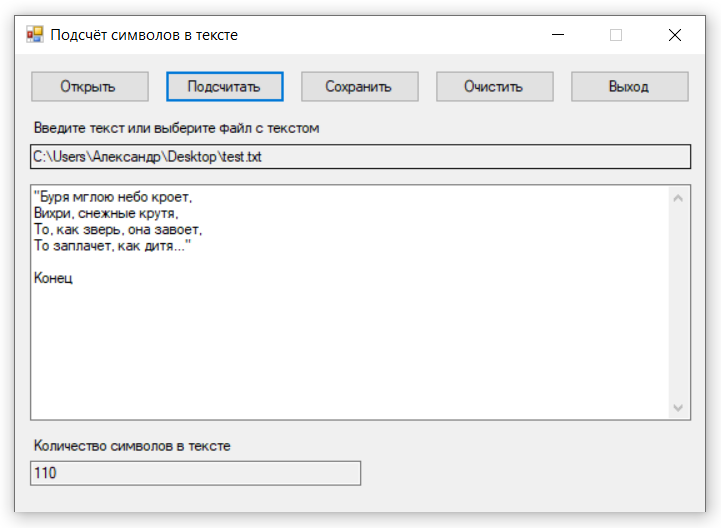 Подсчёт символов в тексте
Открыть Подсчитать Сохранить Очистить Выход
Введите текст или выберите файл с текстом
C:\Users\Александр\Desktop\test.txt
"Буря мглою небо кроет,
Вихри, снежные крутя,
То, как зверь, она завоет,
То заплачет, как дитя..."
Конец
Количество символов в тексте
110